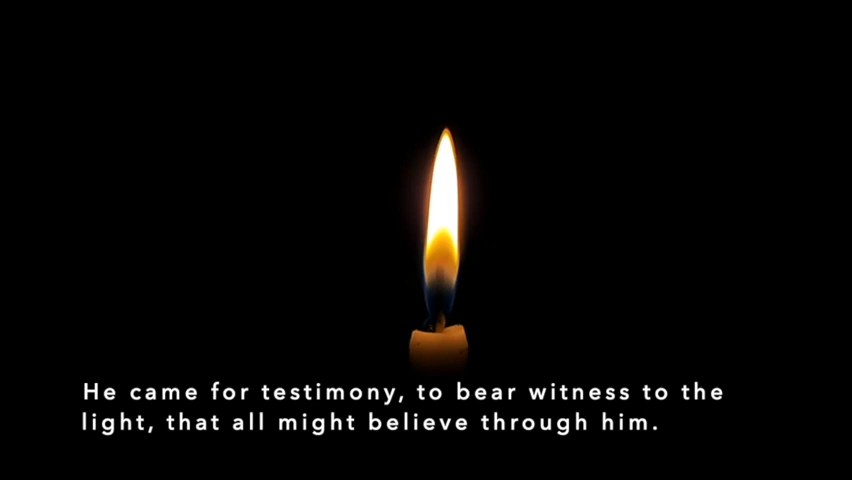 He came for testimony, to bear witness to the
light, that all might believe through him.